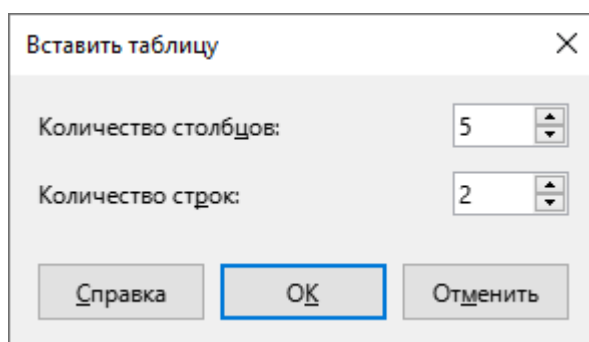 Вставить таблицу
Количество столбцов: 5
Количество строк: 2
Справка OK Отменить